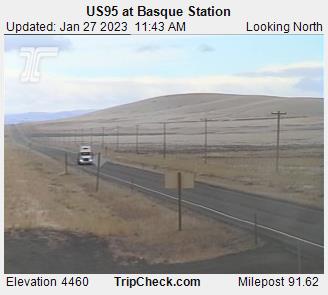 US95 at Basque Station
Updated: Jan 27 2023 11:43 AM Looking North
Elevation 4460 TripCheck.com Milepost 91.62